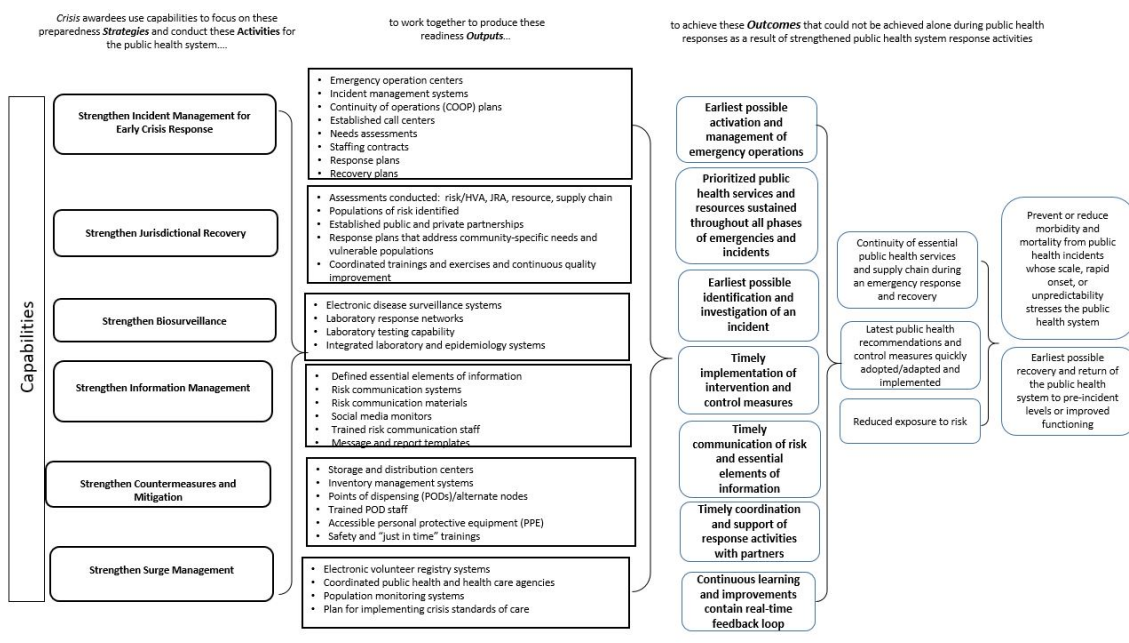 Crisis awardees use capabilities to focus on these
preparedness Strategies and conduct these Activities for
the public health system....
to work together to produce these
readiness Outputs...
to achieve these Outcomes that could not be achieved alone during public health
responses as a result of strengthened public health system response activities
Capabilities
Strengthen Incident Management for
Early Crisis Response
Strengthen Jurisdictional Recovery
Strengthen Biosurveillance
Strengthen Information Management
Strengthen Countermeasures and
Mitigation
Strengthen Surge Management
• Emergency operation centers
• Incident management systems
• Continuity of operations (COOP) plans
• Established call centers
• Needs assessments
• Staffing contracts
• Response plans
• Recovery plans
• Assessments conducted: risk/HVA, JRA, resource, supply chain
• Populations of risk identified
• Established public and private partnerships
• Response plans that address community-specific needs and
vulnerable populations
• Coordinated trainings and exercises and continuous quality
improvement
• Electronic disease surveillance systems
• Laboratory response networks
• Laboratory testing capability
• Integrated laboratory and epidemiology systems
• Defined essential elements of information
• Risk communication systems
• Risk communication materials
• Social media monitors
• Trained risk communication staff
• Message and report templates
• Storage and distribution centers
• Inventory management systems
• Points of dispensing (PODs)/alternate nodes
• Trained POD staff
• Accessible personal protective equipment (PPE)
• Safety and “just in time” trainings
• Electronic volunteer registry systems
• Coordinated public health and health care agencies
• Population monitoring systems
• Plan for implementing crisis standards of care
Earliest possible
activation and
management of
emergency operations
Prioritized public
health services and
resources sustained
throughout all phases
of emergencies and
incidents
Earliest possible
identification and
investigation of an
incident
Timely
implementation of
intervention and
control measures
Timely
communication of risk
and essential
elements of
information
Timely coordination
and support of
response activities
with partners
Continuous learning
and improvements
contain real-time
feedback loop
Continuity of essential
public health services
and supply chain during
an emergency response
and recovery
Latest public health
recommendations and
control measures quickly
adopted/adapted and
implemented
Reduced exposure to risk
Prevent or reduce
morbidity and
mortality from public
health incidents
whose scale, rapid
onset, or
unpredictability
stresses the public
health system
Earliest possible
recovery and return of
the public health
system to pre-incident
levels or improved
functioning